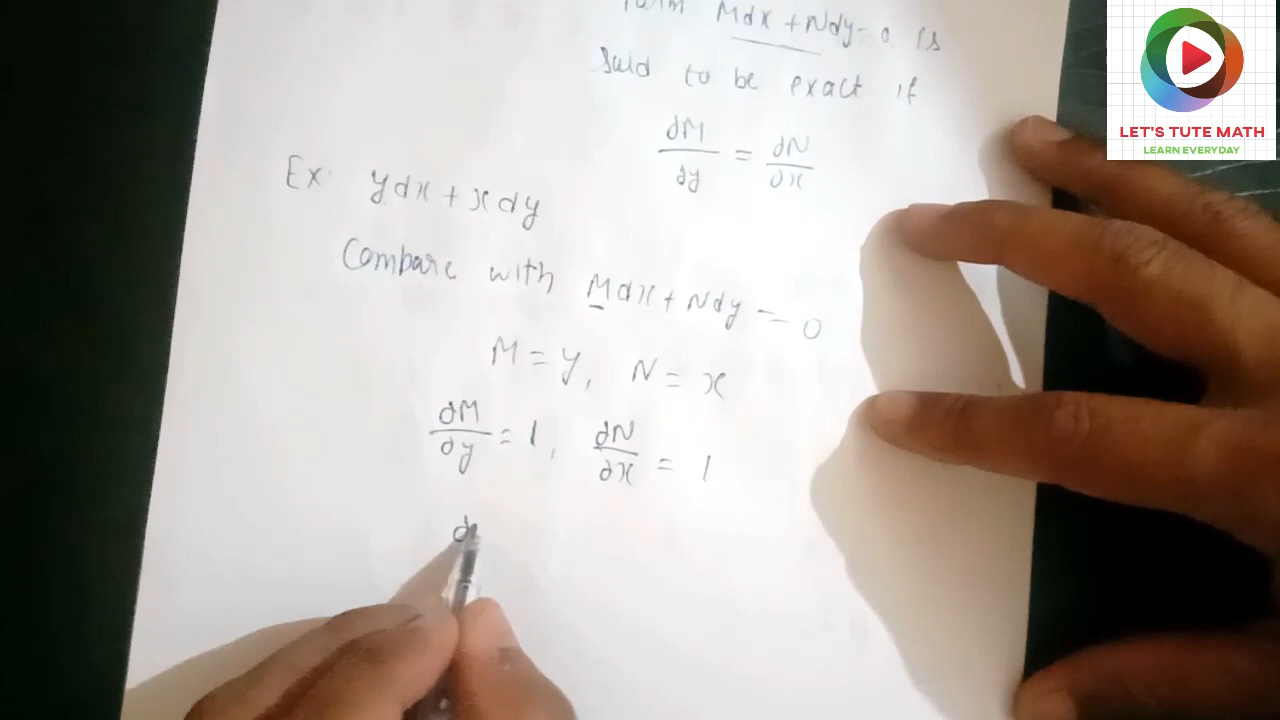 Mdx + Ndy = 0 is
said to be exact if
∂M/∂y = ∂N/∂x
Ex: ydx + xdy
Compare with Mdx + Ndy = 0
M = y, N = x
∂M/∂y = 1, ∂N/∂x = 1
∂
LET'S TUTE MATH
LEARN EVERYDAY